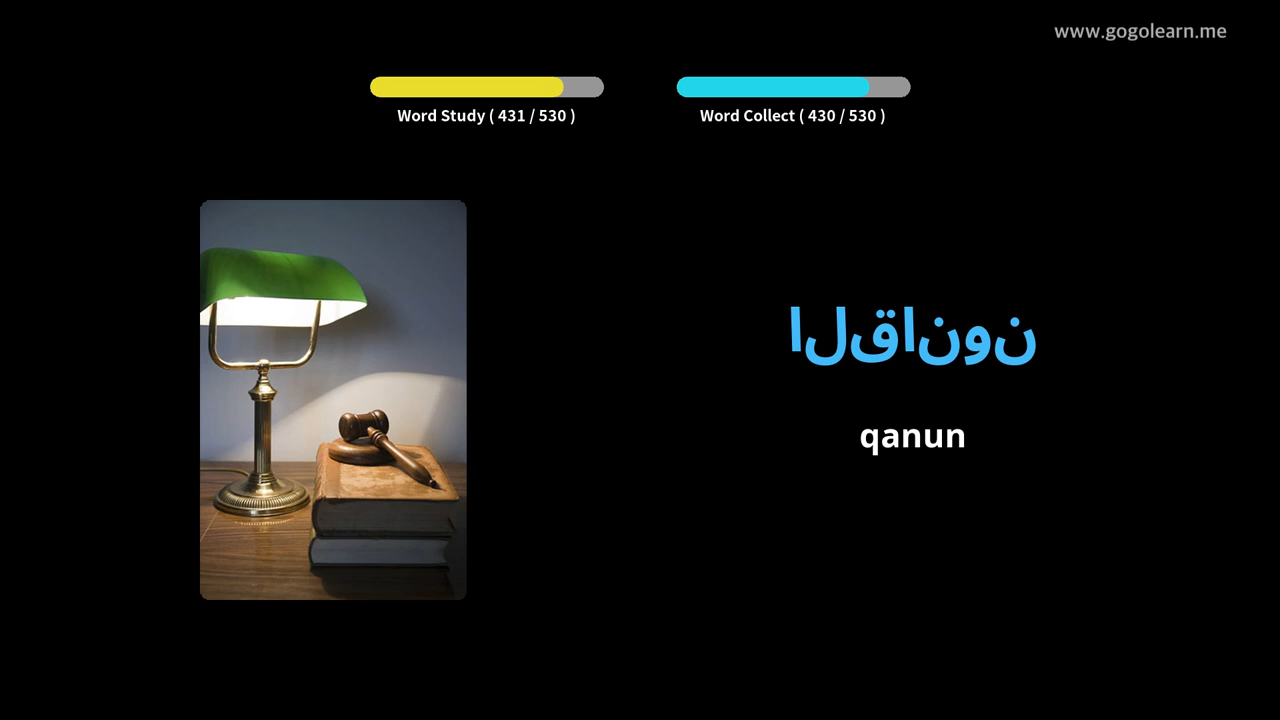 www.gogolearn.me
Word Study ( 431 / 530 )
Word Collect ( 430 / 530 )
القانون
qanun